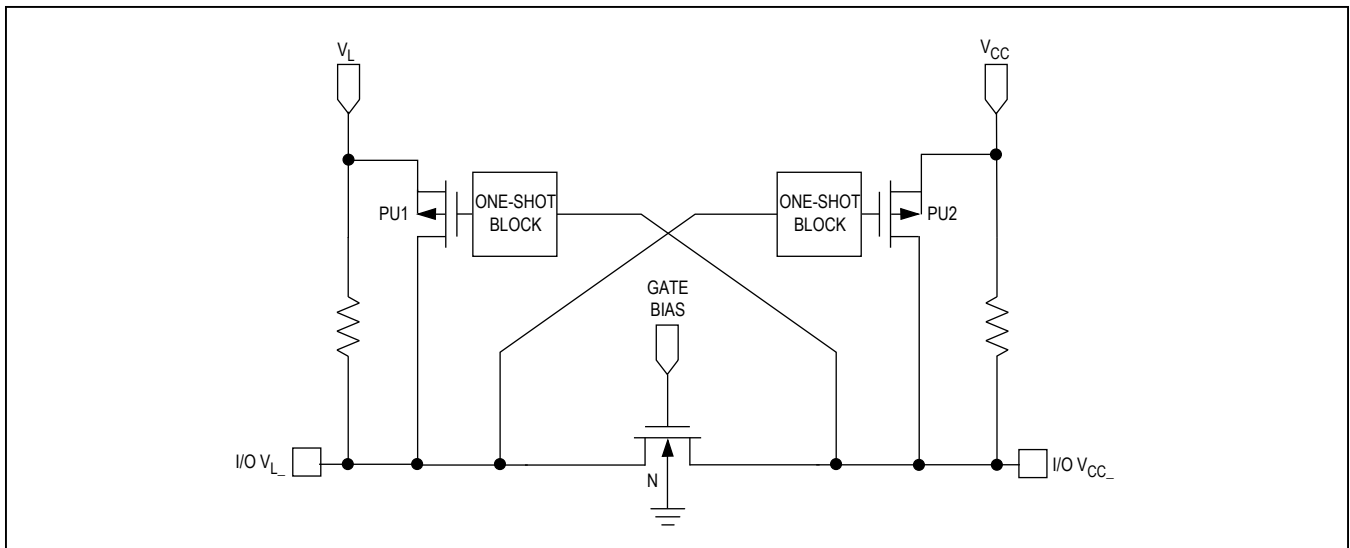 V_L
V_CC
PU1
ONE-SHOT
BLOCK
ONE-SHOT
BLOCK
PU2
GATE
BIAS
I/O V_L_
N
I/O V_CC_